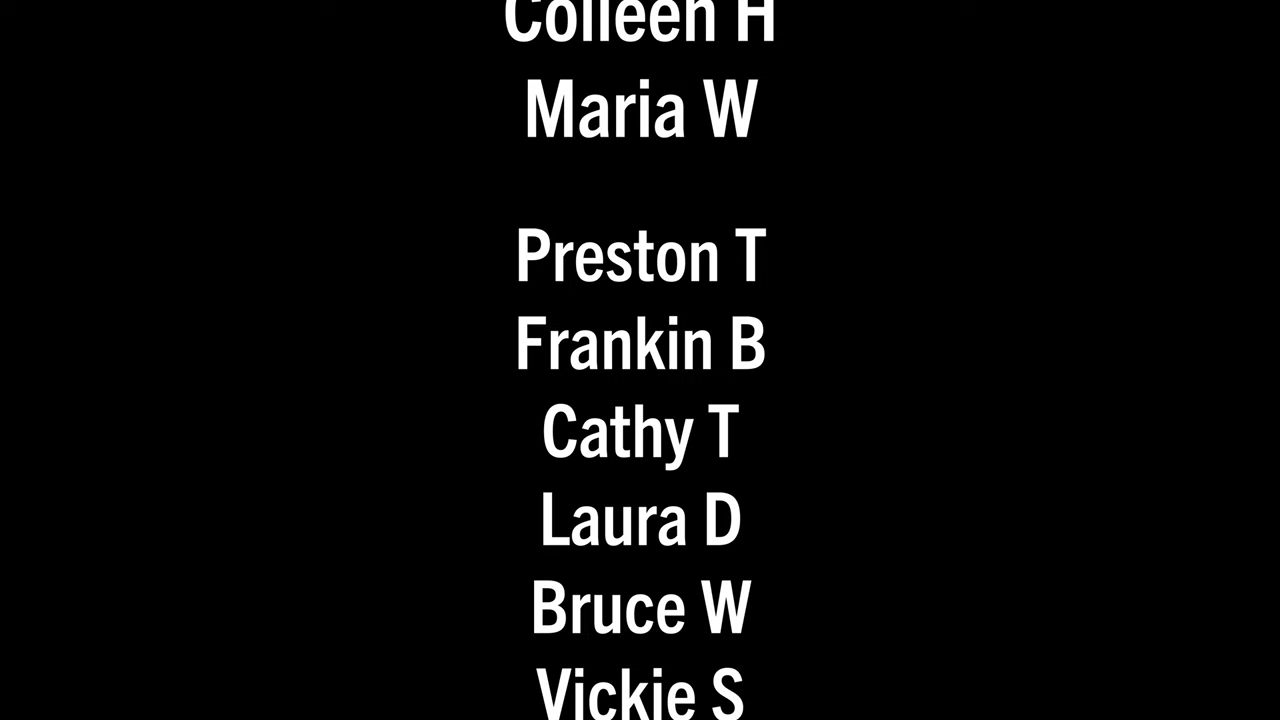 Colleen H
Maria W
Preston T
Frankin B
Cathy T
Laura D
Bruce W
Vickie S